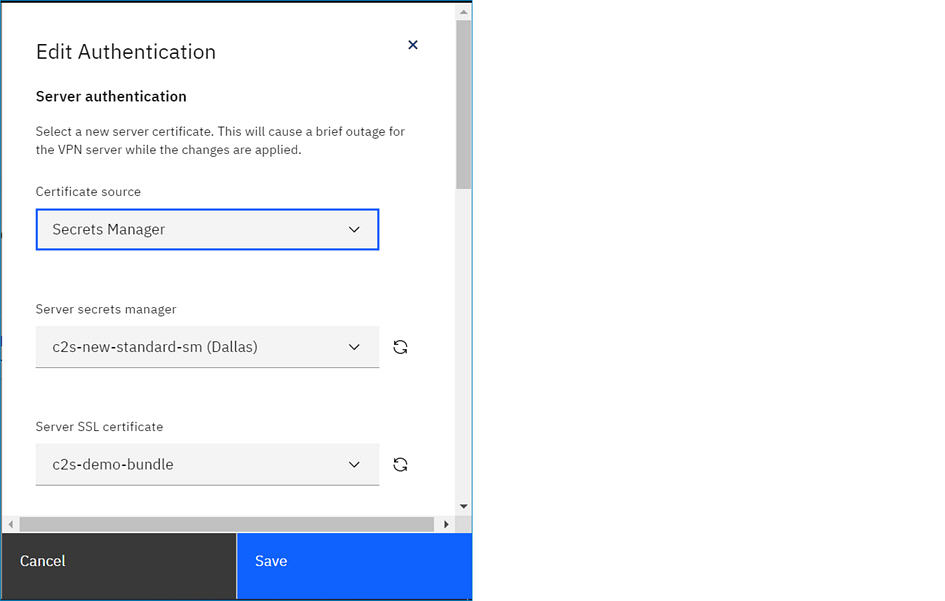 Edit Authentication
Server authentication
Select a new server certificate. This will cause a brief outage for
the VPN server while the changes are applied.
Certificate source
Secrets Manager
Server secrets manager
c2s-new-standard-sm (Dallas)
Server SSL certificate
c2s-demo-bundle
Cancel
Save